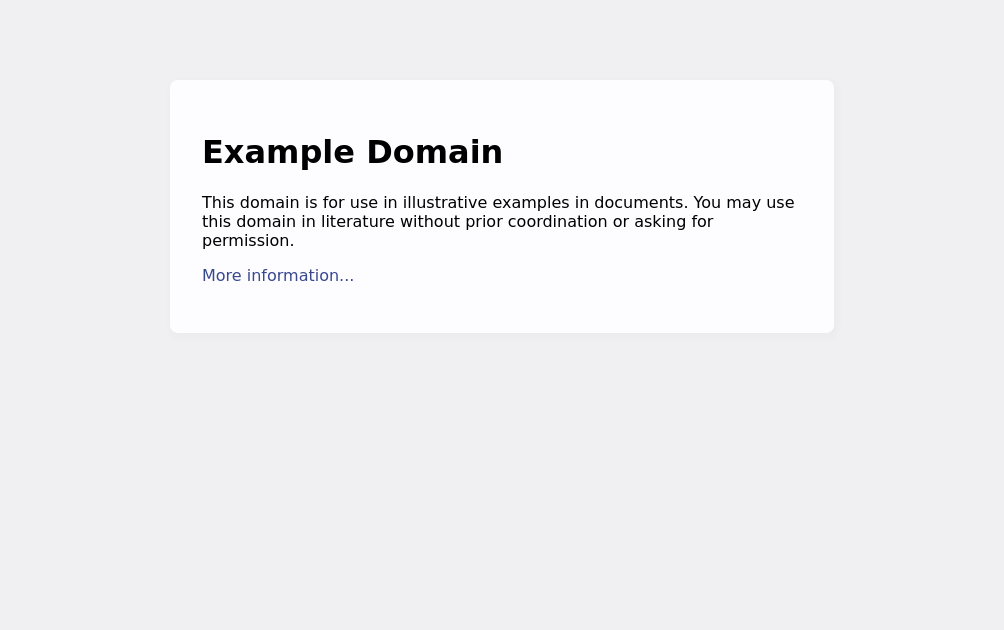 Example Domain
This domain is for use in illustrative examples in documents. You may use
this domain in literature without prior coordination or asking for
permission.
More information...